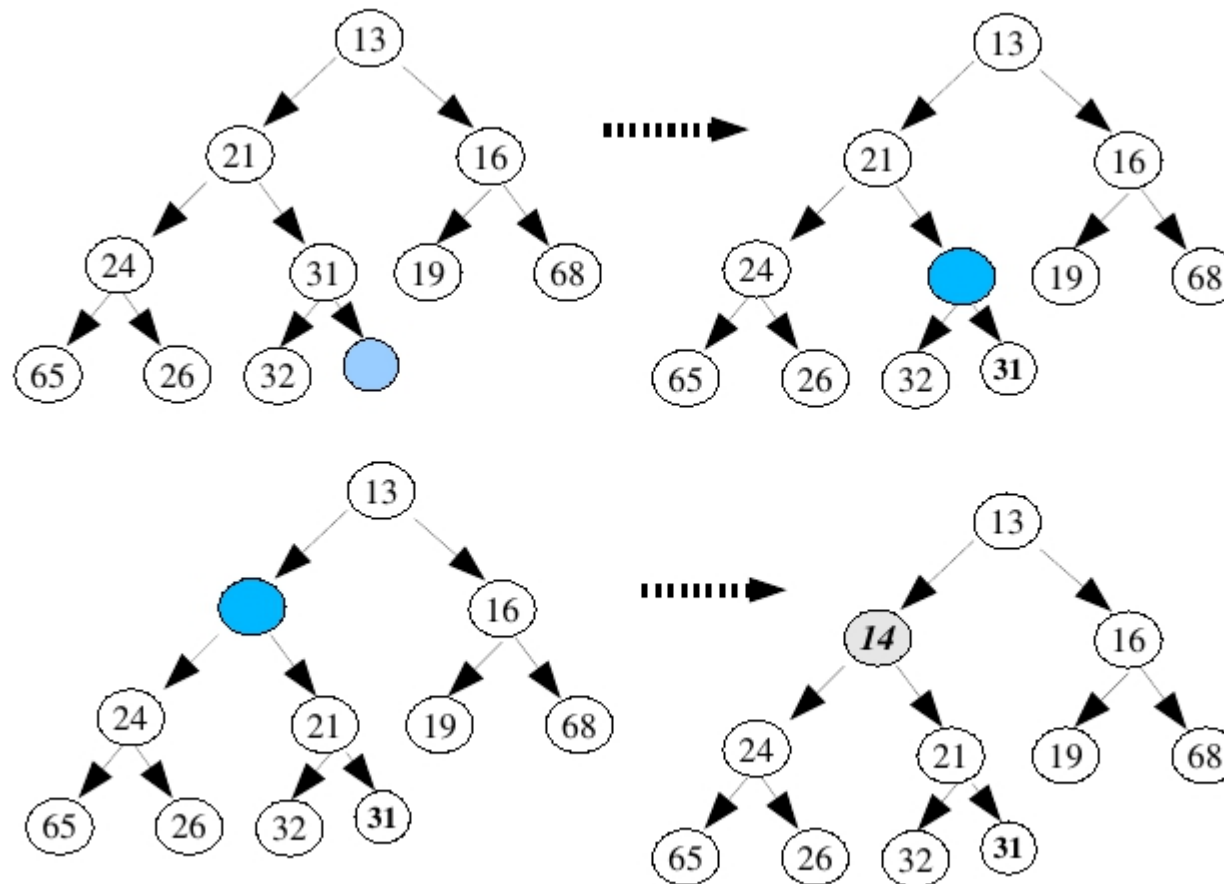 13 13
21 16 21 16
24 31 19 68 24 19 68
65 26 32 65 26 32 31
13 13
16 14 16
24 21 19 68 24 21 19 68
65 26 32 31 65 26 32 31